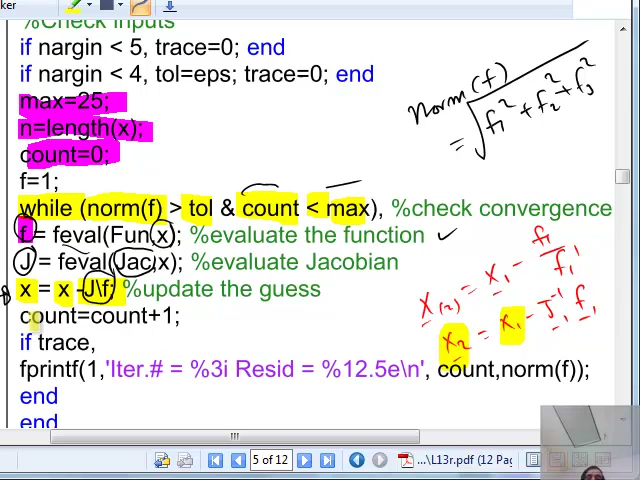 ker
%Check inputs
if nargin < 5, trace=0; end
if nargin < 4, tol=eps; trace=0; end
max=25;
n=length(x);
count=0;
f=1;
while (norm(f) > tol & count < max), %check convergence
f = feval(Fun,x); %evaluate the function
J = feval(Jac,x); %evaluate Jacobian
x = x -J\f; %update the guess
count=count+1;
if trace,
fprintf(1,'Iter.# = %3i Resid = %12.5e\n', count,norm(f));
end
end
Norm(f)
= √f₁² + f₂² + f₃²
x(2) = x₁ - f₁/f₁'
x₂ = x₁ - J₁⁻¹ f₁
5 of 12
...\L13r.pdf (12 Pag